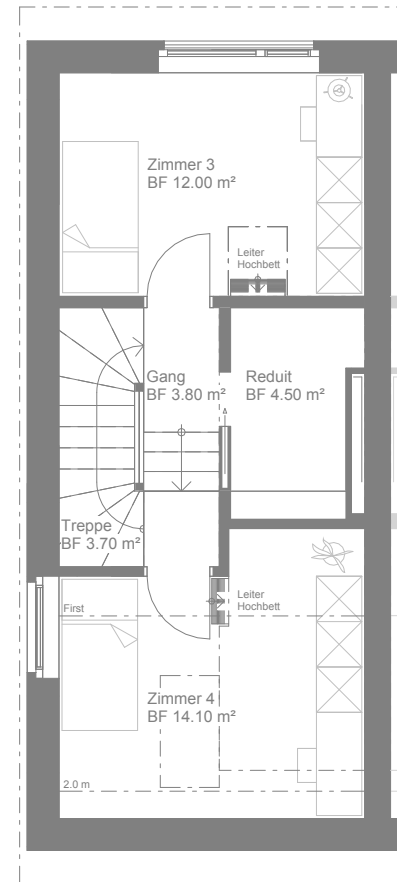 Zimmer 3
BF 12.00 m²
Leiter
Hochbett
Gang
BF 3.80 m²
Reduit
BF 4.50 m²
Treppe
BF 3.70 m²
First
Leiter
Hochbett
Zimmer 4
BF 14.10 m²
2.0 m